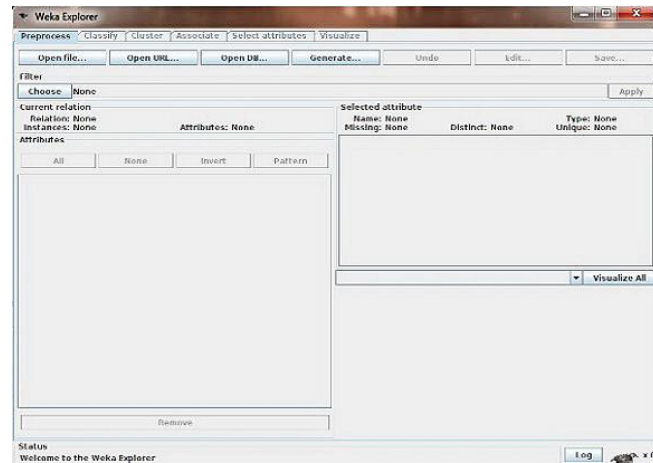 Weka Explorer
Preprocess Classify Cluster Associate Select attributes Visualize
Open file... Open URL... Open DB... Generate... Undo Edit... Save...
Filter
Choose None Apply
Current relation
Relation: None
Instances: None Attributes: None
Selected attribute
Name: None Type: None
Missing: None Distinct: None Unique: None
Attributes
All None Invert Pattern
Visualize All
Remove
Status
Welcome to the Weka Explorer
Log